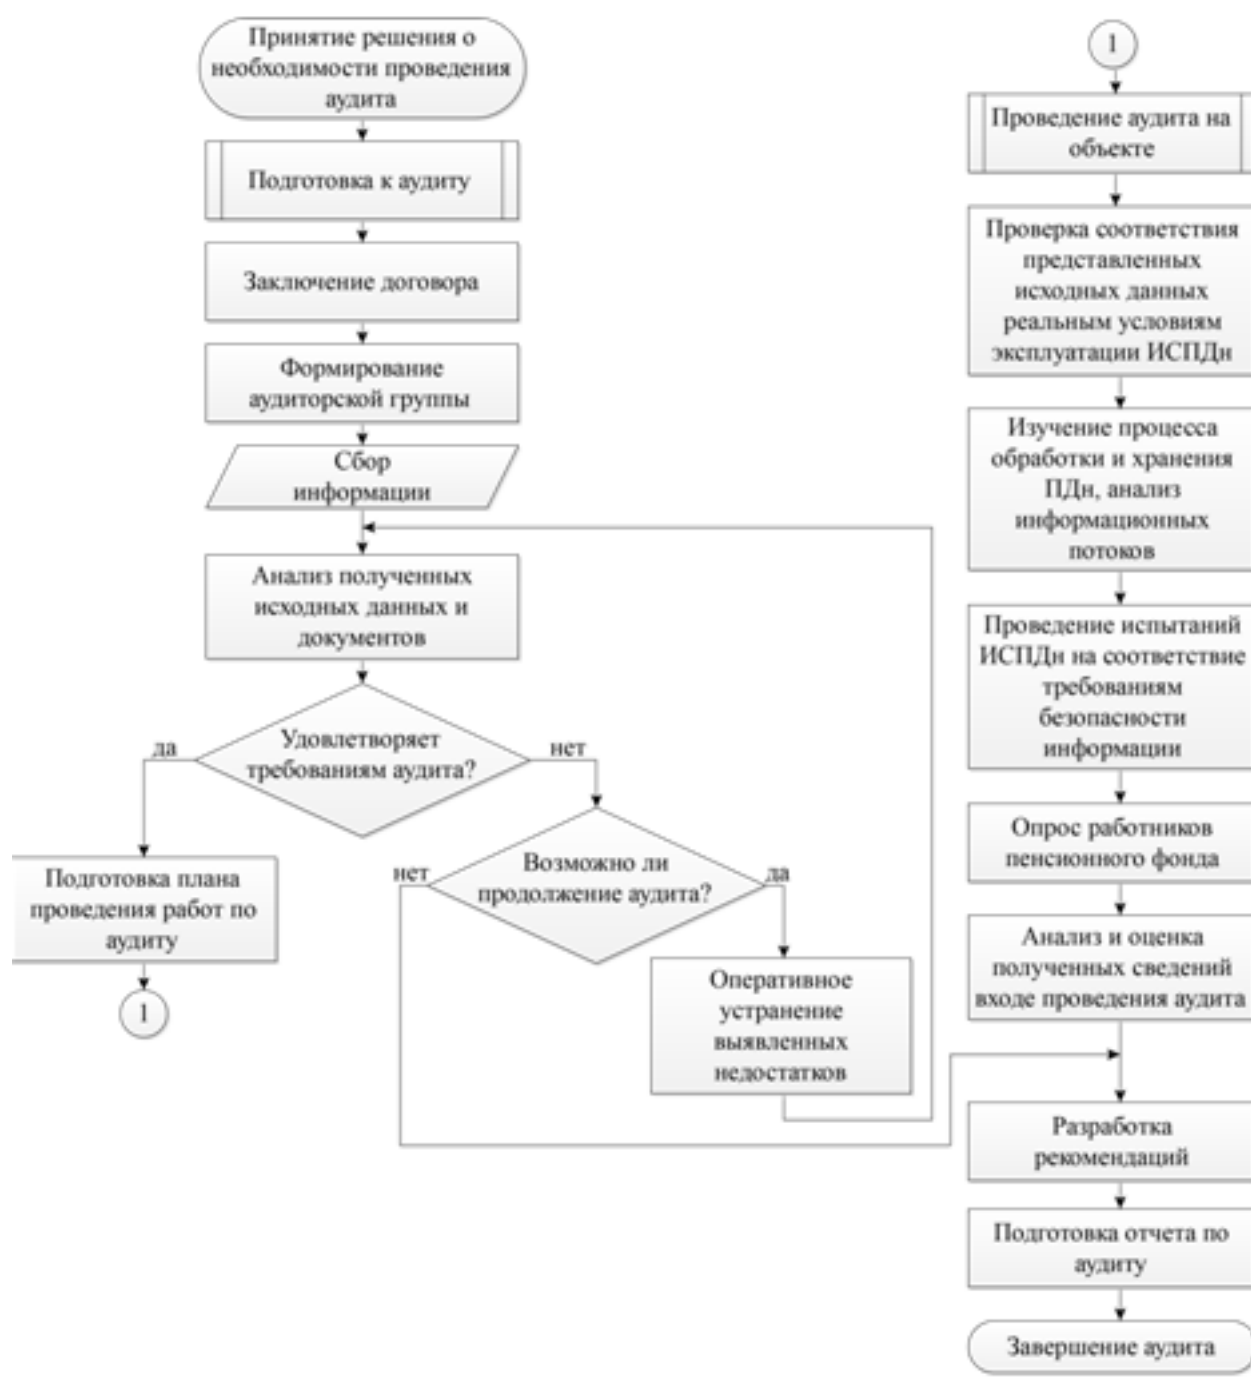 Принятие решения о
необходимости проведения
аудита
Подготовка к аудиту
Заключение договора
Формирование
аудиторской группы
Сбор
информации
Анализ полученных
исходных данных и
документов
Удовлетворяет
требованиям аудита?
да
нет
Подготовка плана
проведения работ по
аудиту
1
Возможно ли
продолжение аудита?
нет
да
Оперативное
устранение
выявленных
недостатков
1
Проведение аудита на
объекте
Проверка соответствия
представленных
исходных данных
реальным условиям
эксплуатации ИСПДн
Изучение процесса
обработки и хранения
ПДн, анализ
информационных
потоков
Проведение испытаний
ИСПДн на соответствие
требованиям
безопасности
информации
Опрос работников
пенсионного фонда
Анализ и оценка
полученных сведений
входе проведения аудита
Разработка
рекомендаций
Подготовка отчета по
аудиту
Завершение аудита